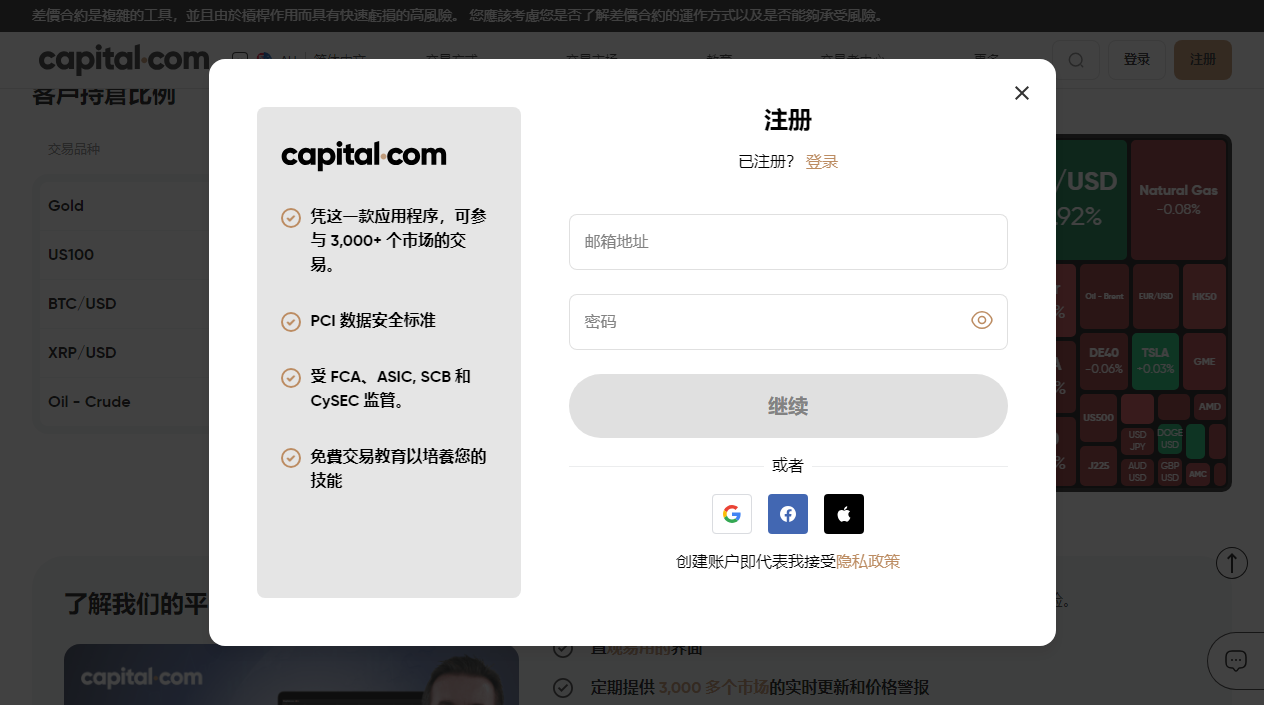 差價合約是複雜的工具，並且由於槓桿作用而具有快速虧損的高風險。 您應該考慮您是否了解差價合約的運作方式以及是否能夠承受風險。
capital.com
登录
注册
客戶持倉比例
交易品种
Gold
US100
BTC/USD
XRP/USD
Oil - Crude
capital.com
凭这一款应用程序，可参
与 3,000+ 个市场的交
易。
PCI 数据安全标准
受 FCA、ASIC, SCB 和
CySEC 监管。
免費交易教育以培養您的
技能
注册
已注册？ 登录
邮箱地址
密码
继续
或者
创建账户即代表我接受隐私政策
/USD
.92%
Natural Gas
-0.08%
Oil - Brent
EUR/USD
HK50
DE40
-0.06%
TSLA
+0.03%
GME
US500
AMD
USD
JPY
DOGE
USD
J225
AUD
USD
GBP
USD
AMC
了解我们的平
capital.com
直观易用的界面
定期提供 3,000 多个市场的实时更新和价格警报